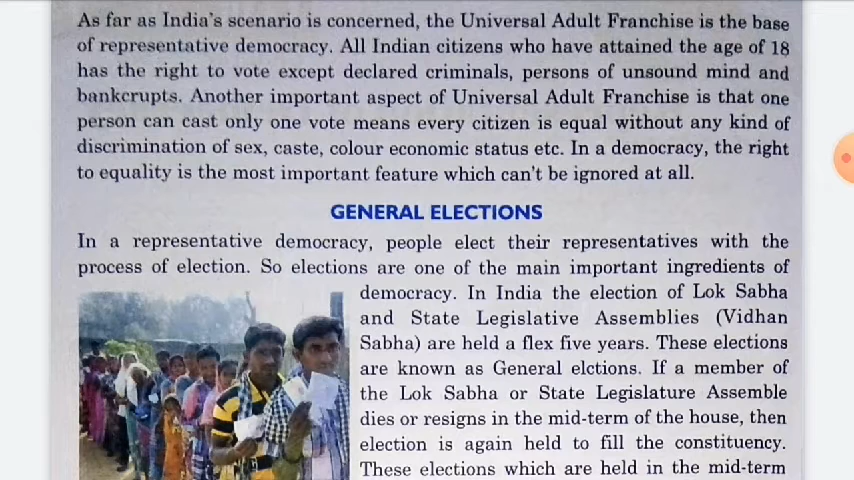 As far as India's scenario is concerned, the Universal Adult Franchise is the base
of representative democracy. All Indian citizens who have attained the age of 18
has the right to vote except declared criminals, persons of unsound mind and
bankcrupts. Another important aspect of Universal Adult Franchise is that one
person can cast only one vote means every citizen is equal without any kind of
discrimination of sex, caste, colour economic status etc. In a democracy, the right
to equality is the most important feature which can't be ignored at all.
GENERAL ELECTIONS
In a representative democracy, people elect their representatives with the
process of election. So elections are one of the main important ingredients of
democracy. In India the election of Lok Sabha
and State Legislative Assemblies (Vidhan
Sabha) are held a flex five years. These elections
are known as General elctions. If a member of
the Lok Sabha or State Legislature Assemble
dies or resigns in the mid-term of the house, then
election is again held to fill the constituency.
These elections which are held in the mid-term